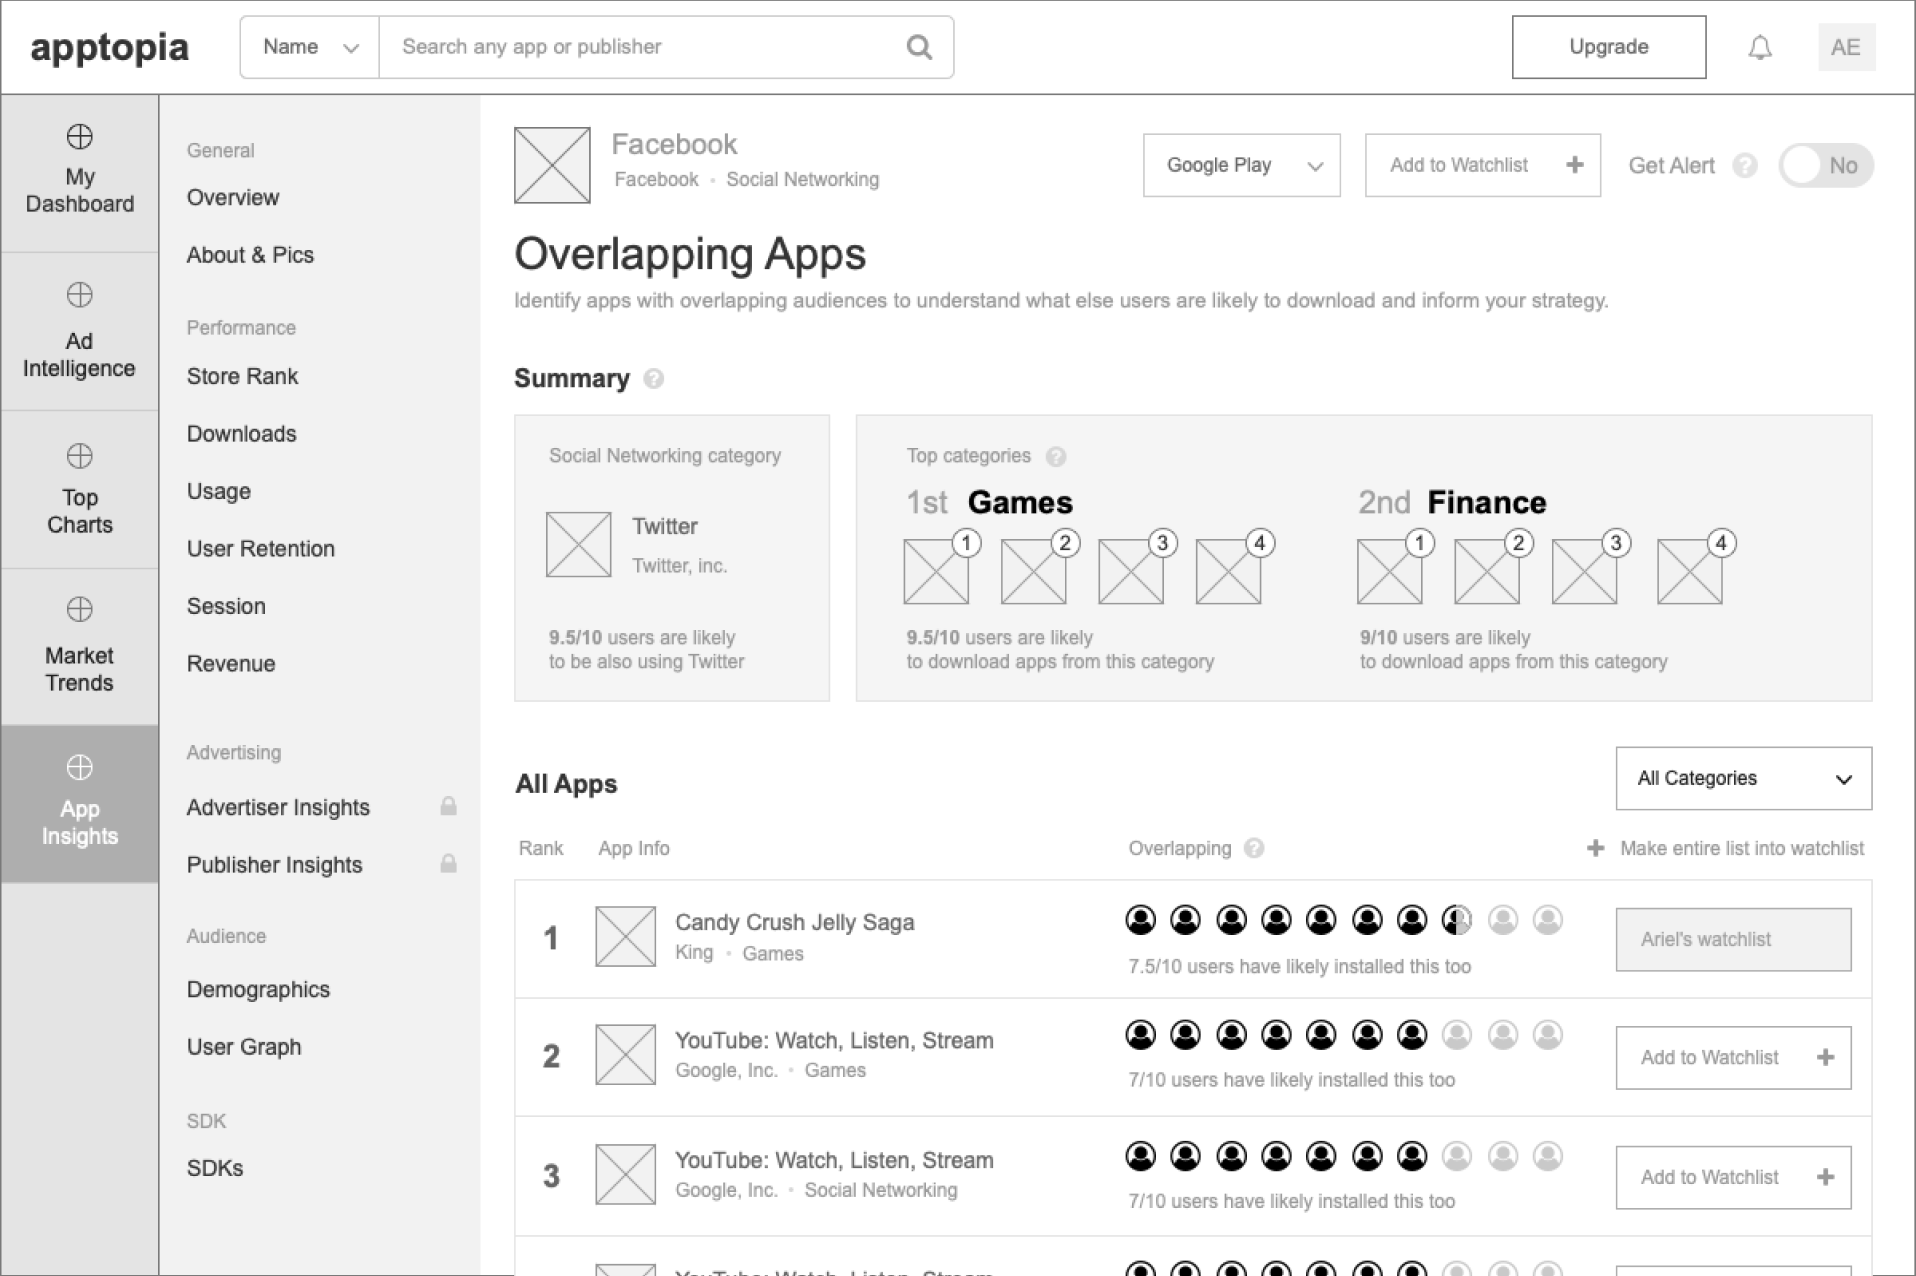 apptopia
Name
Search any app or publisher
Upgrade
AE
My
Dashboard
Ad
Intelligence
Top
Charts
Market
Trends
App
Insights
General
Overview
About & Pics
Performance
Store Rank
Downloads
Usage
User Retention
Session
Revenue
Advertising
Advertiser Insights
Publisher Insights
Audience
Demographics
User Graph
SDK
SDKs
Facebook
Facebook • Social Networking
Google Play
Add to Watchlist +
Get Alert ?
No
Overlapping Apps
Identify apps with overlapping audiences to understand what else users are likely to download and inform your strategy.
Summary ?
Social Networking category
Twitter
Twitter, inc.
9.5/10 users are likely
to be also using Twitter
Top categories ?
1st Games
1 2 3 4
9.5/10 users are likely
to download apps from this category
2nd Finance
1 2 3 4
9/10 users are likely
to download apps from this category
All Apps
All Categories
Rank App Info Overlapping ? + Make entire list into watchlist
1
Candy Crush Jelly Saga
King • Games
7.5/10 users have likely installed this too
Ariel's watchlist
2
YouTube: Watch, Listen, Stream
Google, Inc. • Games
7/10 users have likely installed this too
Add to Watchlist +
3
YouTube: Watch, Listen, Stream
Google, Inc. • Social Networking
7/10 users have likely installed this too
Add to Watchlist +
YouTube: Watch, Listen, Stream